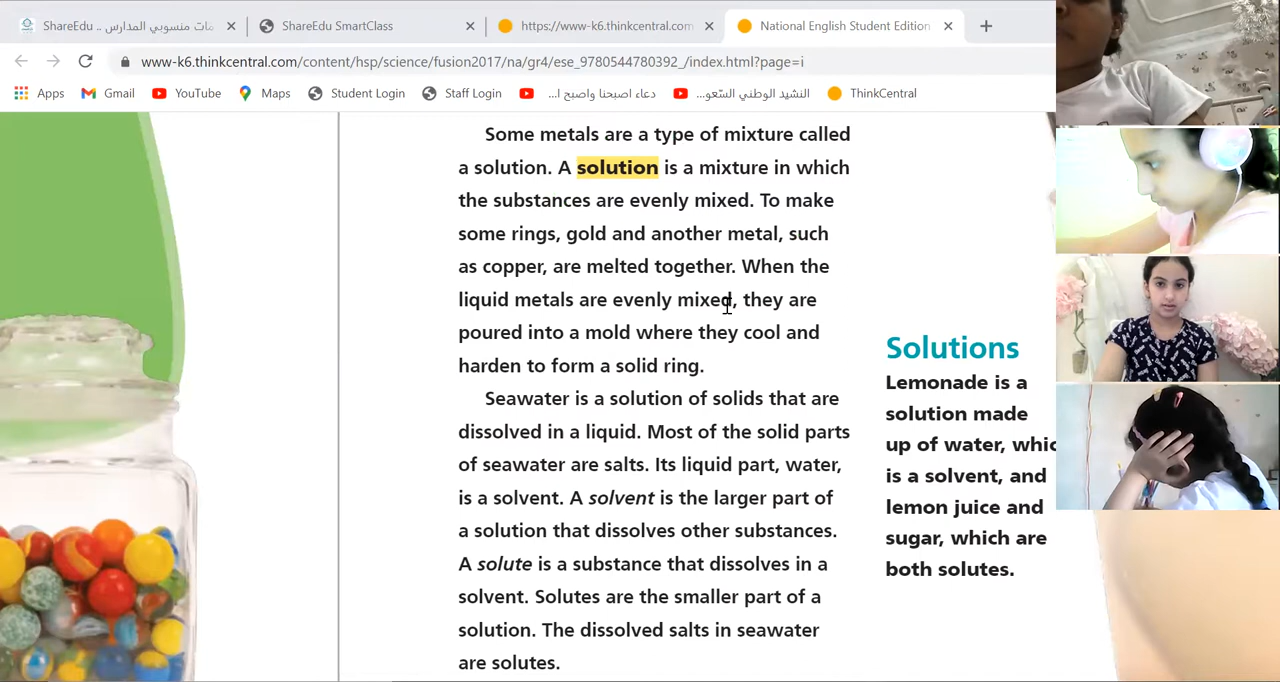 ShareEdu .. مات منسوبي المدارس
ShareEdu SmartClass
https://www-k6.thinkcentral.com
National English Student Edition
www-k6.thinkcentral.com/content/hsp/science/fusion2017/na/gr4/ese_9780544780392_/index.html?page=i
Apps
Gmail
YouTube
Maps
Student Login
Staff Login
دعاء اصبحنا واصبح ا...
النشيد الوطني السّعو...
ThinkCentral
Some metals are a type of mixture called
a solution. A solution is a mixture in which
the substances are evenly mixed. To make
some rings, gold and another metal, such
as copper, are melted together. When the
liquid metals are evenly mixed, they are
poured into a mold where they cool and
harden to form a solid ring.
Seawater is a solution of solids that are
dissolved in a liquid. Most of the solid parts
of seawater are salts. Its liquid part, water,
is a solvent. A solvent is the larger part of
a solution that dissolves other substances.
A solute is a substance that dissolves in a
solvent. Solutes are the smaller part of a
solution. The dissolved salts in seawater
are solutes.
Solutions
Lemonade is a
solution made
up of water, whic
is a solvent, and
lemon juice and
sugar, which are
both solutes.